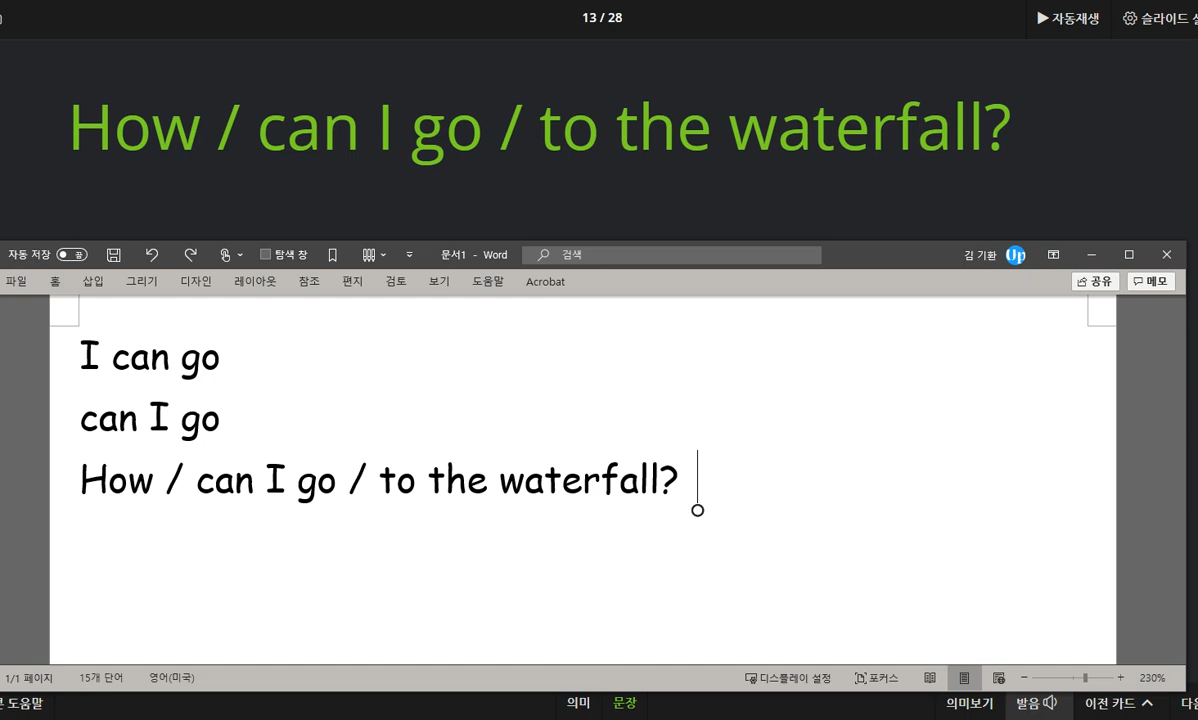 13 / 28
자동재생
슬라이드
How / can I go / to the waterfall?
자동 저장
탐색 창
문서1 - Word
검색
김 기환
Up
파일 홈 삽입 그리기 디자인 레이아웃 참조 편지 검토 보기 도움말 Acrobat
공유
메모
I can go
can I go
How / can I go / to the waterfall?
1/1 페이지 15개 단어 영어(미국)
디스플레이 설정
포커스
230%
도움말
의미 문장
의미보기 발음 이전 카드